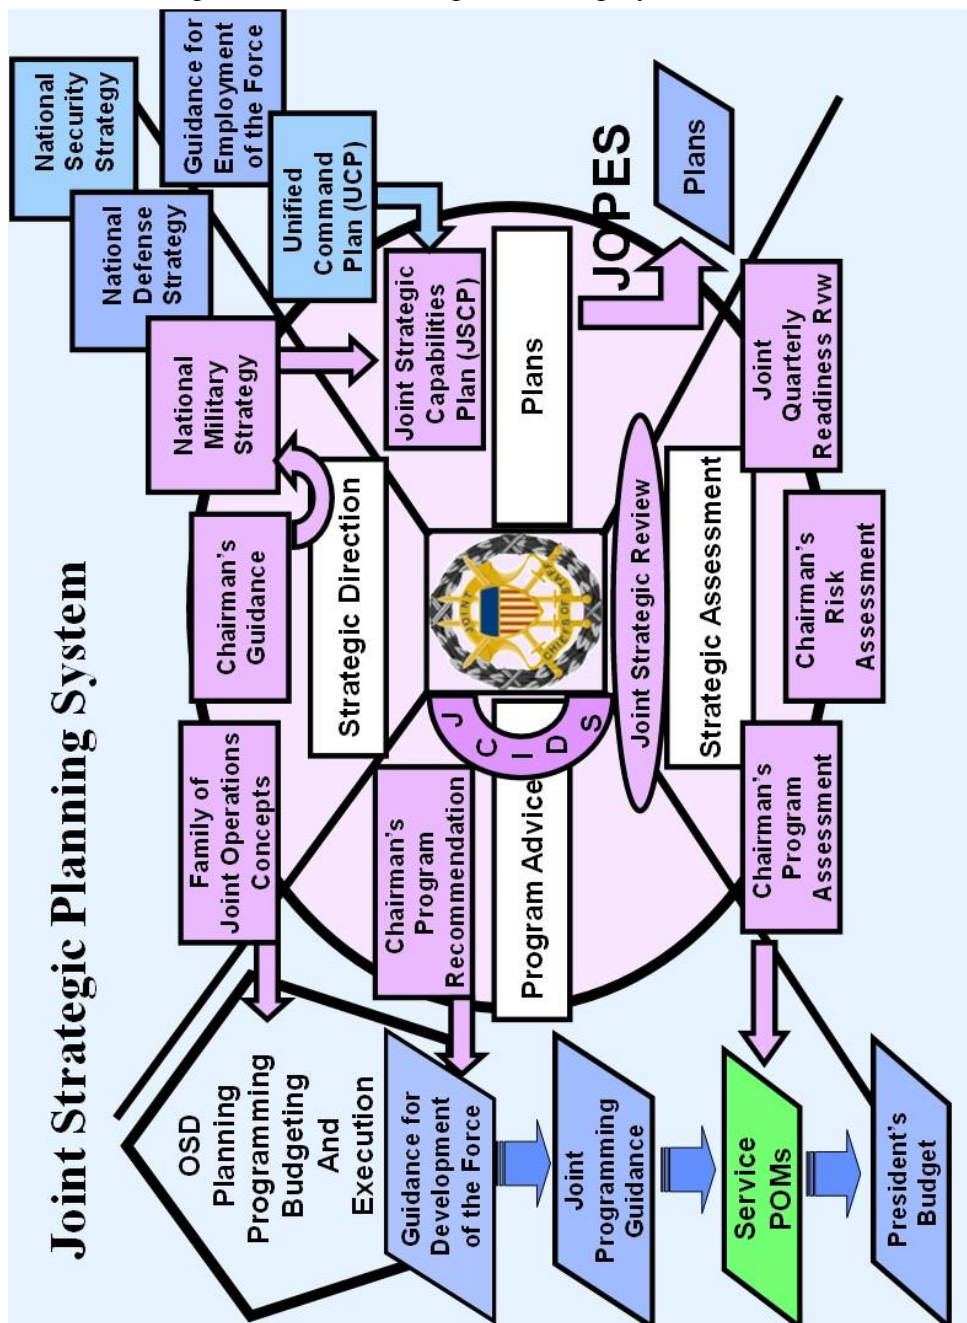 Joint Strategic Planning System
OSD
Planning
Programming
Budgeting
And
Execution
Family of
Joint Operations
Concepts
Chairman's
Guidance
National
Military
Strategy
National
Defense
Strategy
National
Security
Strategy
Guidance for
Employment
of the Force
Unified
Command
Plan (UCP)
Strategic Direction
Joint Strategic
Capabilities
Plan (JSCP)
Chairman's
Program
Recommendation
Guidance for
Development
of the Force
J
C
I
D
S
JOINT
CHIEFS OF STAFF
Program Advice
Plans
JOPES
Plans
Joint
Programming
Guidance
Joint Strategic Review
Strategic Assessment
Service
POMs
Chairman's
Program
Assessment
Chairman's
Risk
Assessment
Joint
Quarterly
Readiness Rvw
President's
Budget